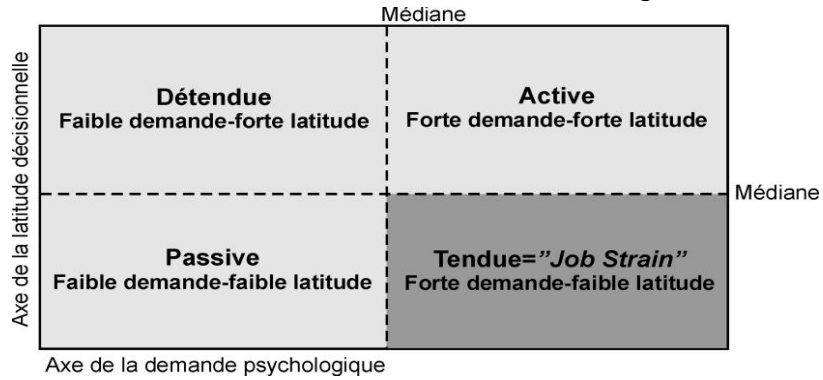 Médiane
Axe de la latitude décisionnelle
Détendue
Faible demande-forte latitude
Active
Forte demande-forte latitude
Médiane
Passive
Faible demande-faible latitude
Tendue="Job Strain"
Forte demande-faible latitude
Axe de la demande psychologique